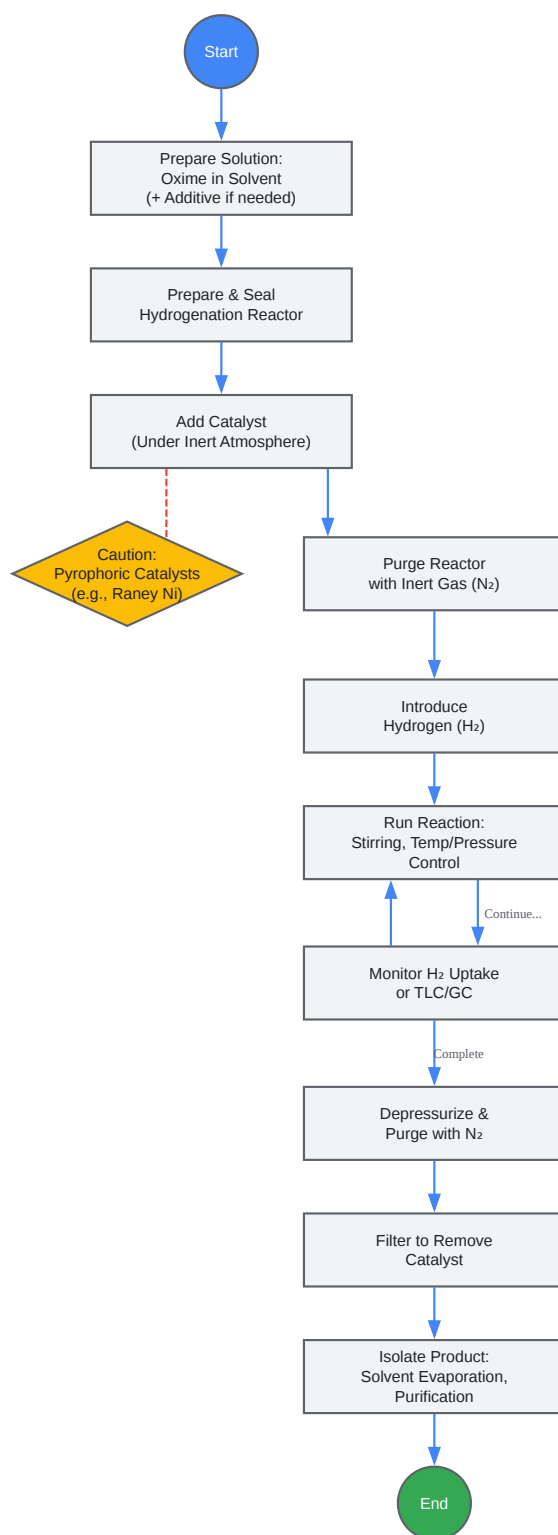 Start
Prepare Solution:
Oxime in Solvent
(+ Additive if needed)
Prepare & Seal
Hydrogenation Reactor
Add Catalyst
(Under Inert Atmosphere)
Caution:
Pyrophoric Catalysts
(e.g., Raney Ni)
Purge Reactor
with Inert Gas (N₂)
Introduce
Hydrogen (H₂)
Run Reaction:
Stirring, Temp/Pressure
Control
Continue...
Monitor H₂ Uptake
or TLC/GC
Complete
Depressurize &
Purge with N₂
Filter to Remove
Catalyst
Isolate Product:
Solvent Evaporation,
Purification
End